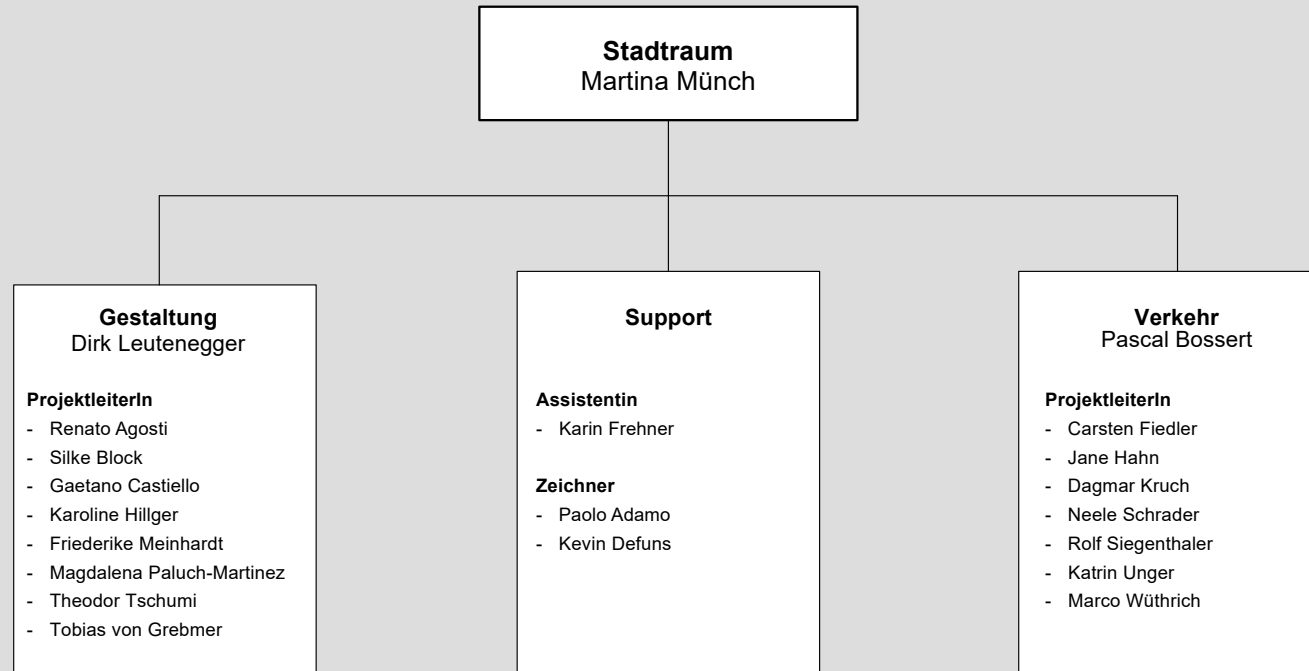 Stadtraum
Martina Münch
Gestaltung
Dirk Leutenegger
ProjektleiterIn
- Renato Agosti
- Silke Block
- Gaetano Castiello
- Karoline Hillger
- Friederike Meinhardt
- Magdalena Paluch-Martinez
- Theodor Tschumi
- Tobias von Grebmer
Support
Assistentin
- Karin Frehner
Zeichner
- Paolo Adamo
- Kevin Defuns
Verkehr
Pascal Bossert
ProjektleiterIn
- Carsten Fiedler
- Jane Hahn
- Dagmar Kruch
- Neele Schrader
- Rolf Siegenthaler
- Katrin Unger
- Marco Wüthrich